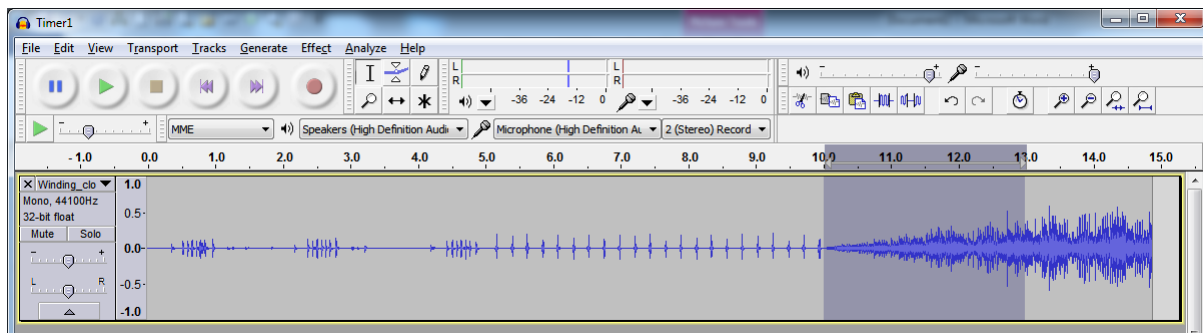 Timer1
File Edit View Transport Tracks Generate Effect Analyze Help
L
R
-36 -24 -12 0
L
R
-36 -24 -12 0
MME
Speakers (High Definition Audi
Microphone (High Definition Au
2 (Stereo) Record
- 1.0 0.0 1.0 2.0 3.0 4.0 5.0 6.0 7.0 8.0 9.0 10.0 11.0 12.0 13.0 14.0 15.0
Winding_clo
Mono, 44100Hz
32-bit float
Mute Solo
- +
L R
1.0
0.5-
0.0-
-0.5-
-1.0